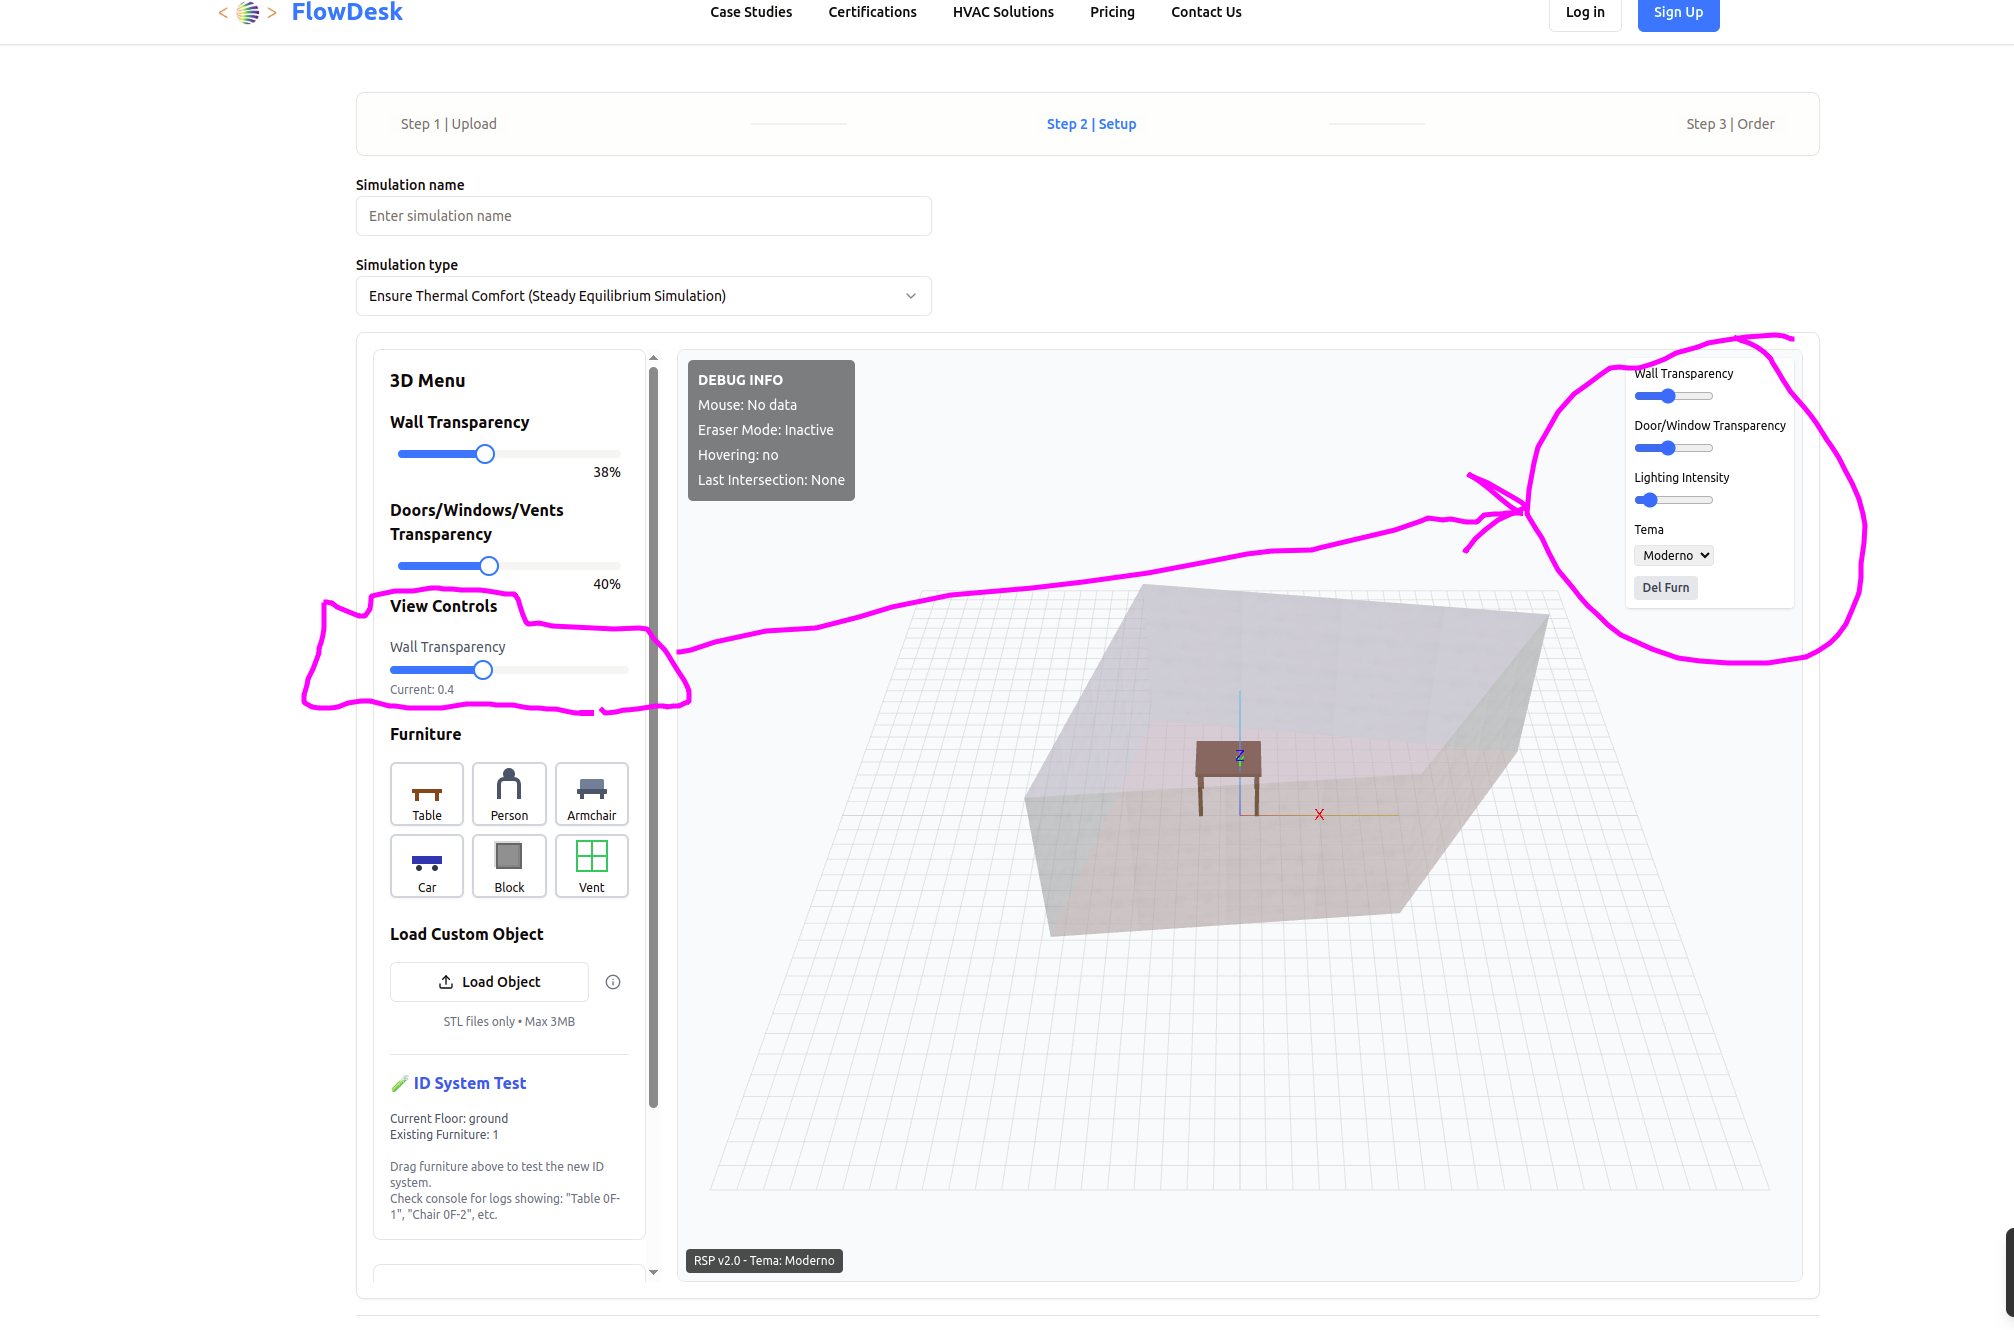 < > FlowDesk
Case Studies
Certifications
HVAC Solutions
Pricing
Contact Us
Log in
Sign Up
Step 1 | Upload
Step 2 | Setup
Step 3 | Order
Simulation name
Enter simulation name
Simulation type
Ensure Thermal Comfort (Steady Equilibrium Simulation)
3D Menu
Wall Transparency
38%
Doors/Windows/Vents
Transparency
40%
View Controls
Wall Transparency
Current: 0.4
Furniture
Table
Person
Armchair
Car
Block
Vent
Load Custom Object
Load Object
STL files only • Max 3MB
ID System Test
Current Floor: ground
Existing Furniture: 1
Drag furniture above to test the new ID
system.
Check console for logs showing: "Table 0F-
1", "Chair 0F-2", etc.
DEBUG INFO
Mouse: No data
Eraser Mode: Inactive
Hovering: no
Last Intersection: None
Wall Transparency
Door/Window Transparency
Lighting Intensity
Tema
Moderno
Del Furn
Z
X
RSP v2.0 - Tema: Moderno